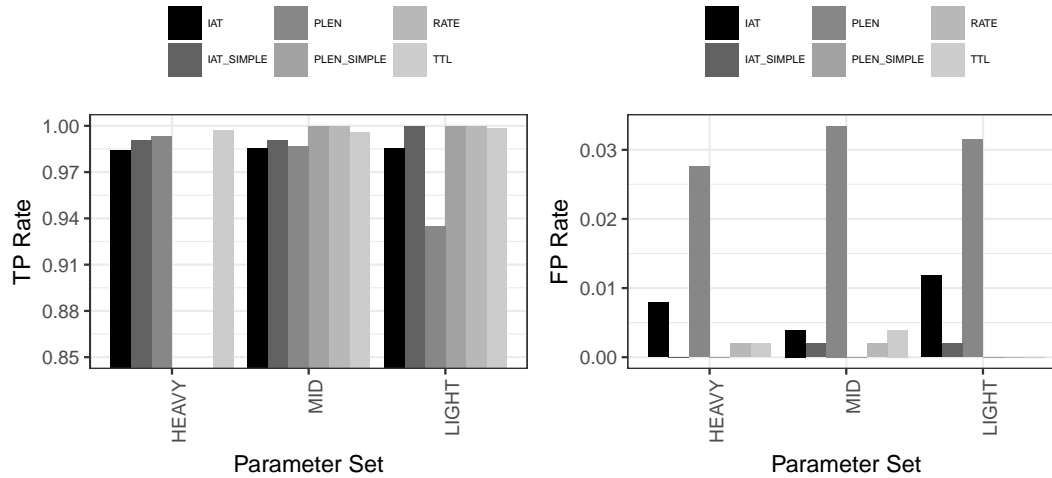 IAT PLEN RATE
IAT_SIMPLE PLEN_SIMPLE TTL
TP Rate
1.00
0.97
0.94
0.91
0.88
0.85
HEAVY
MID
LIGHT
Parameter Set
IAT PLEN RATE
IAT_SIMPLE PLEN_SIMPLE TTL
FP Rate
0.03
0.02
0.01
0.00
HEAVY
MID
LIGHT
Parameter Set